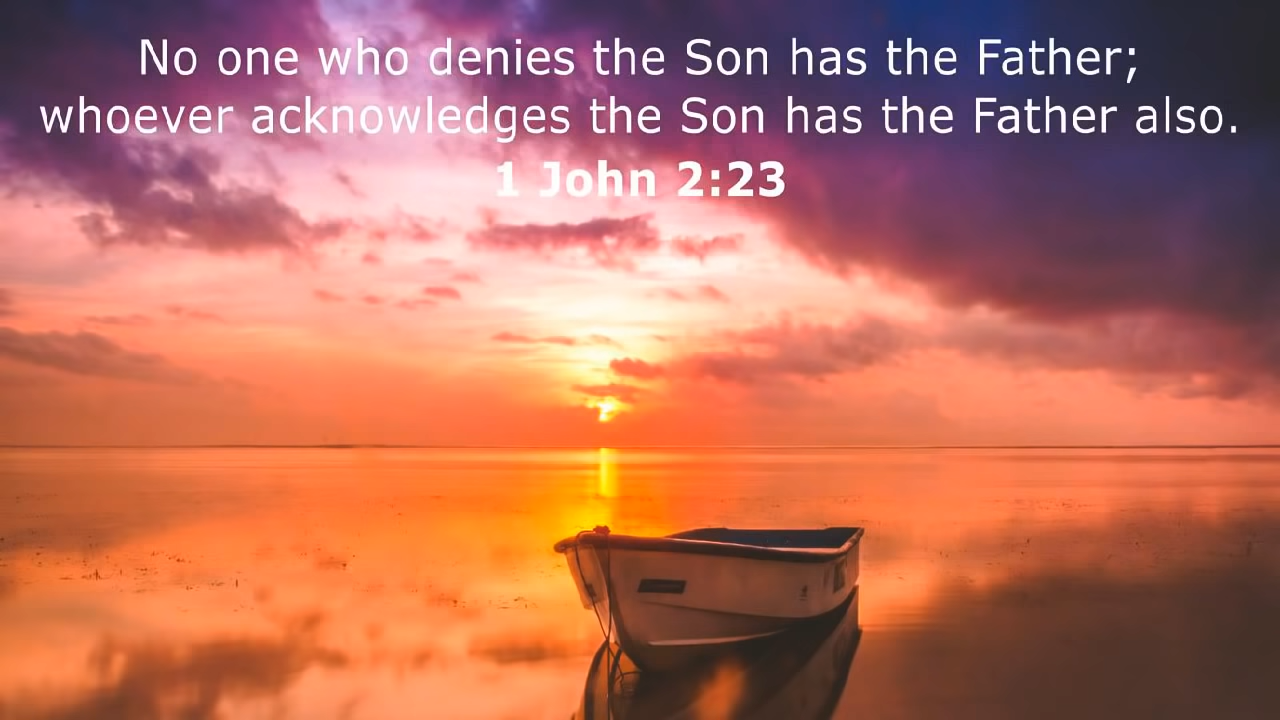 No one who denies the Son has the Father;
whoever acknowledges the Son has the Father also.
1 John 2:23